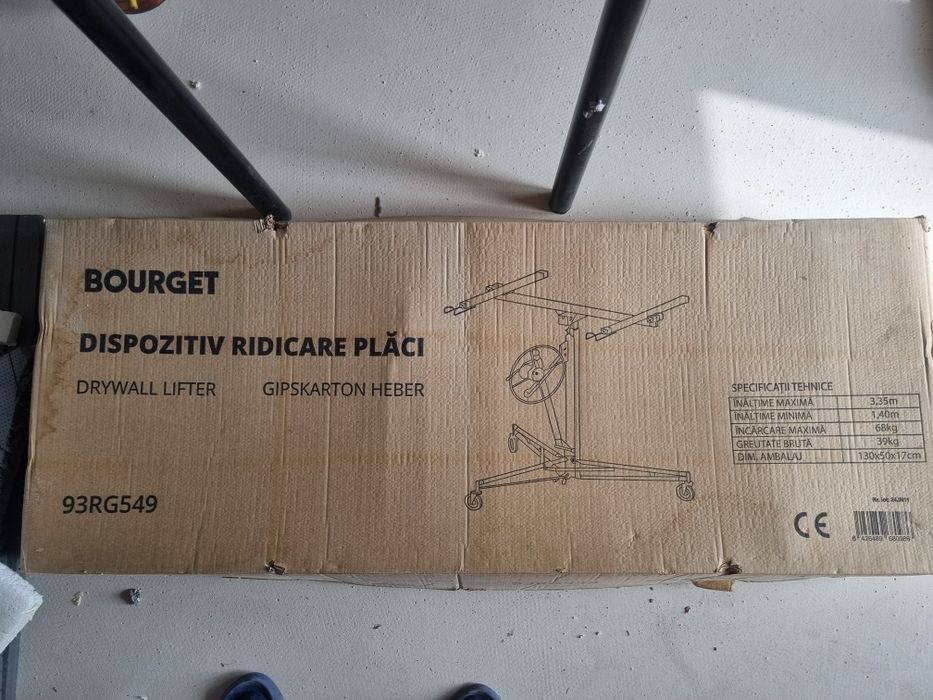 BOURGET
DISPOZITIV RIDICARE PLĂCI
DRYWALL LIFTER GIPSKARTON HEBER
93RG549
SPECIFICAȚII TEHNICE
ÎNĂLȚIME MAXIMĂ 3,35m
ÎNĂLȚIME MINIMĂ 1,40m
ÎNCĂRCARE MAXIMĂ 68kg
GREUTATE BRUTĂ 39kg
DIM. AMBALAJ 130x50x17cm
CE